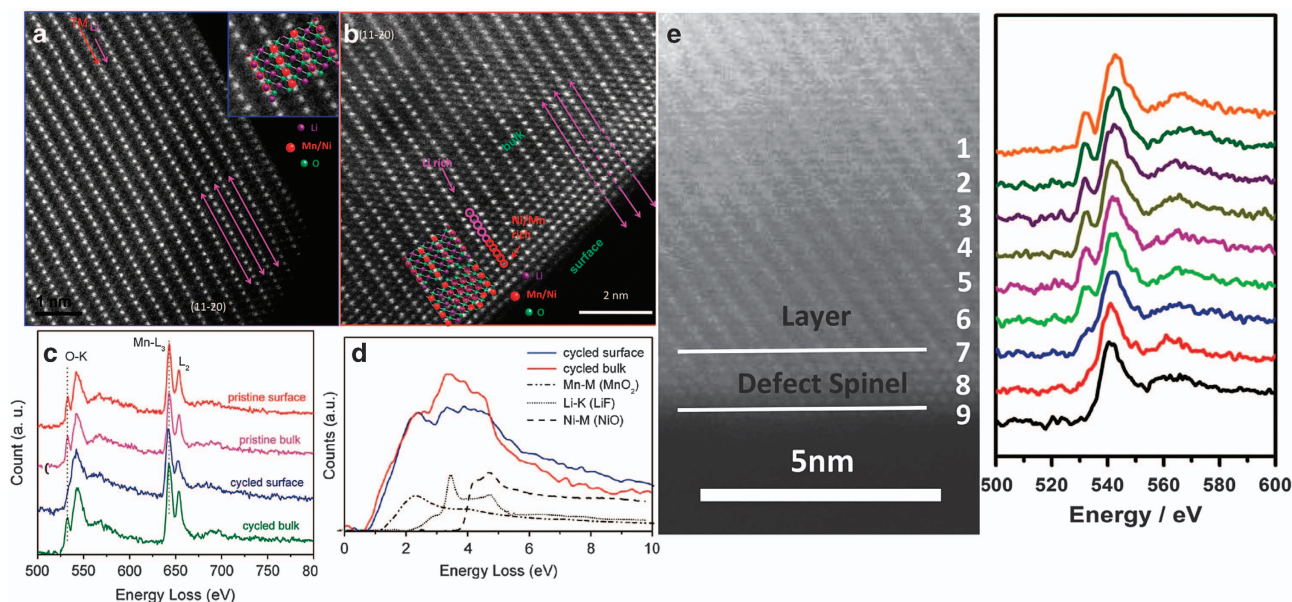 a
TM
Li
Li
Mn/Ni
O
1 nm
(11-20)
b
(11-20)
bulk
Li rich
Ni/Mn
rich
surface
Li
Mn/Ni
O
2 nm
c
O-K
Mn-L3
L2
pristine surface
pristine bulk
cycled surface
cycled bulk
Count (a. u.)
500 550 600 650 700 750 80
Energy Loss (eV)
d
cycled surface
cycled bulk
Mn-M (MnO2)
Li-K (LiF)
Ni-M (NiO)
Counts (a.u.)
0 2 4 6 8 10
Energy Loss (eV)
e
1
2
3
4
5
6
7
8
9
Layer
Defect Spinel
5nm
500 520 540 560 580 600
Energy / eV